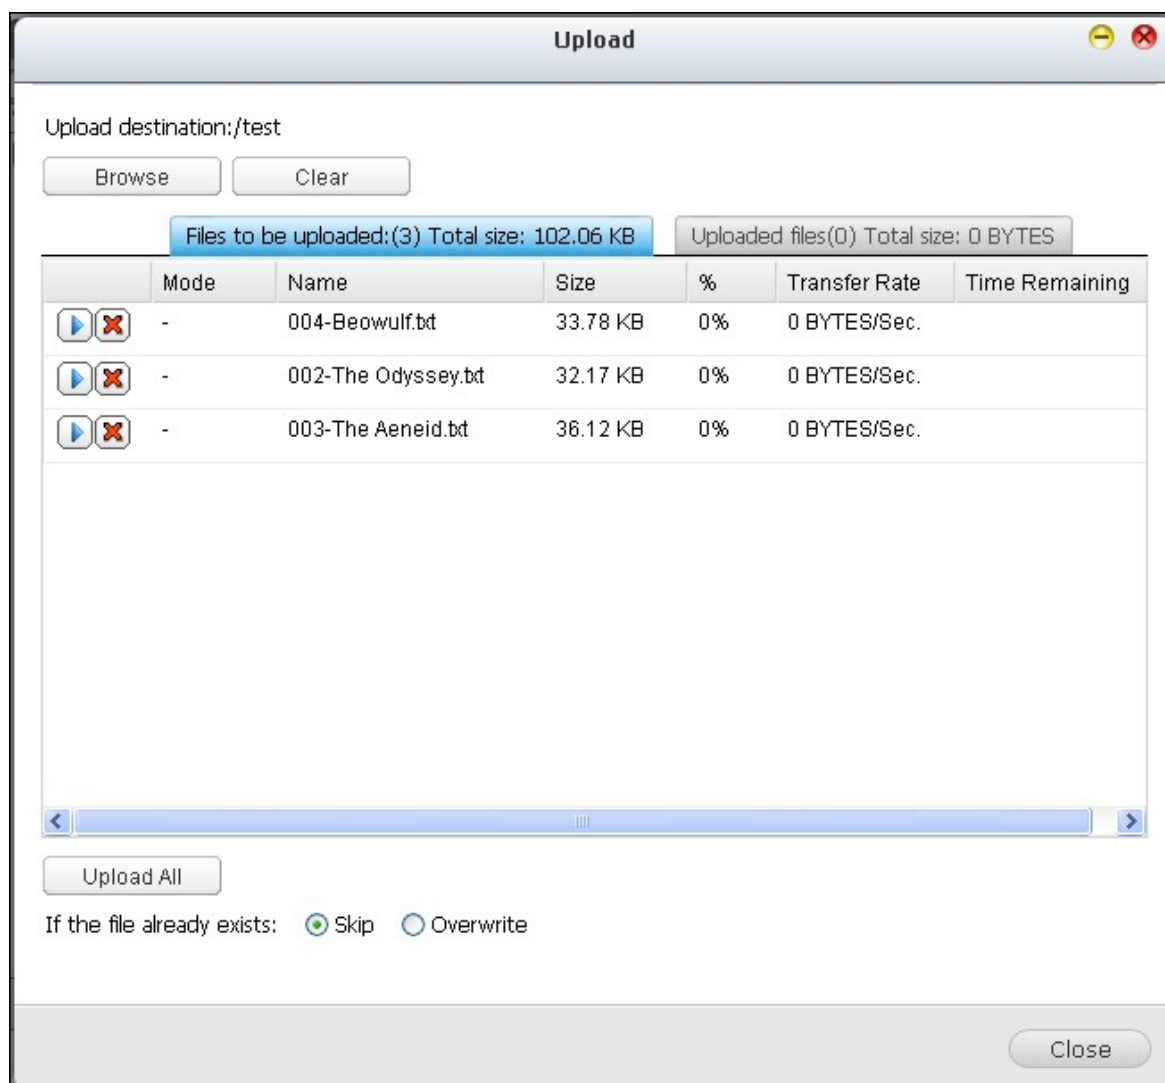 Upload
Upload destination:/test
Browse Clear
Files to be uploaded:(3) Total size: 102.06 KB Uploaded files(0) Total size: 0 BYTES
Mode Name Size % Transfer Rate Time Remaining
- 004-Beowulf.txt 33.78 KB 0% 0 BYTES/Sec.
- 002-The Odyssey.txt 32.17 KB 0% 0 BYTES/Sec.
- 003-The Aeneid.txt 36.12 KB 0% 0 BYTES/Sec.
Upload All
If the file already exists: Skip Overwrite
Close